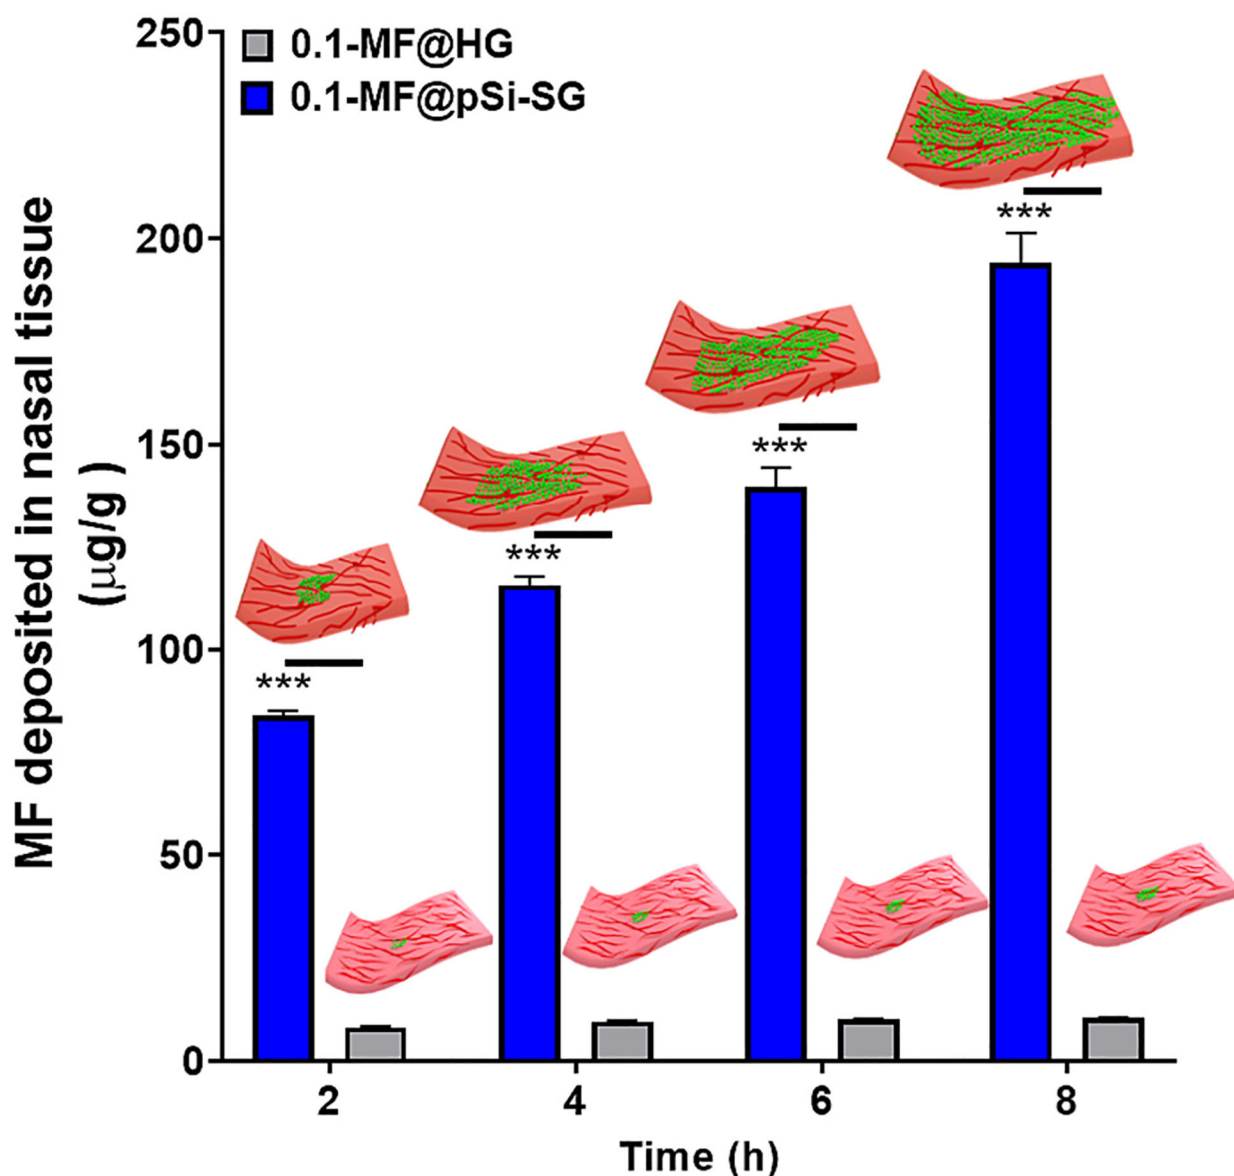 250
0.1-MF@HG
0.1-MF@pSi-SG
200
***
150
***
***
100
***
50
0
2 4 6 8
Time (h)
MF deposited in nasal tissue
(μg/g )